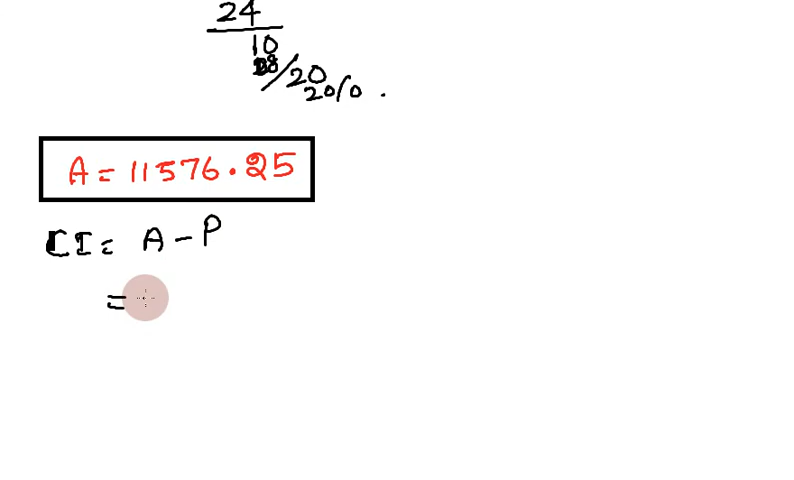 24
10
/20
20/0 .
A = 11576.25
CI = A - P
=